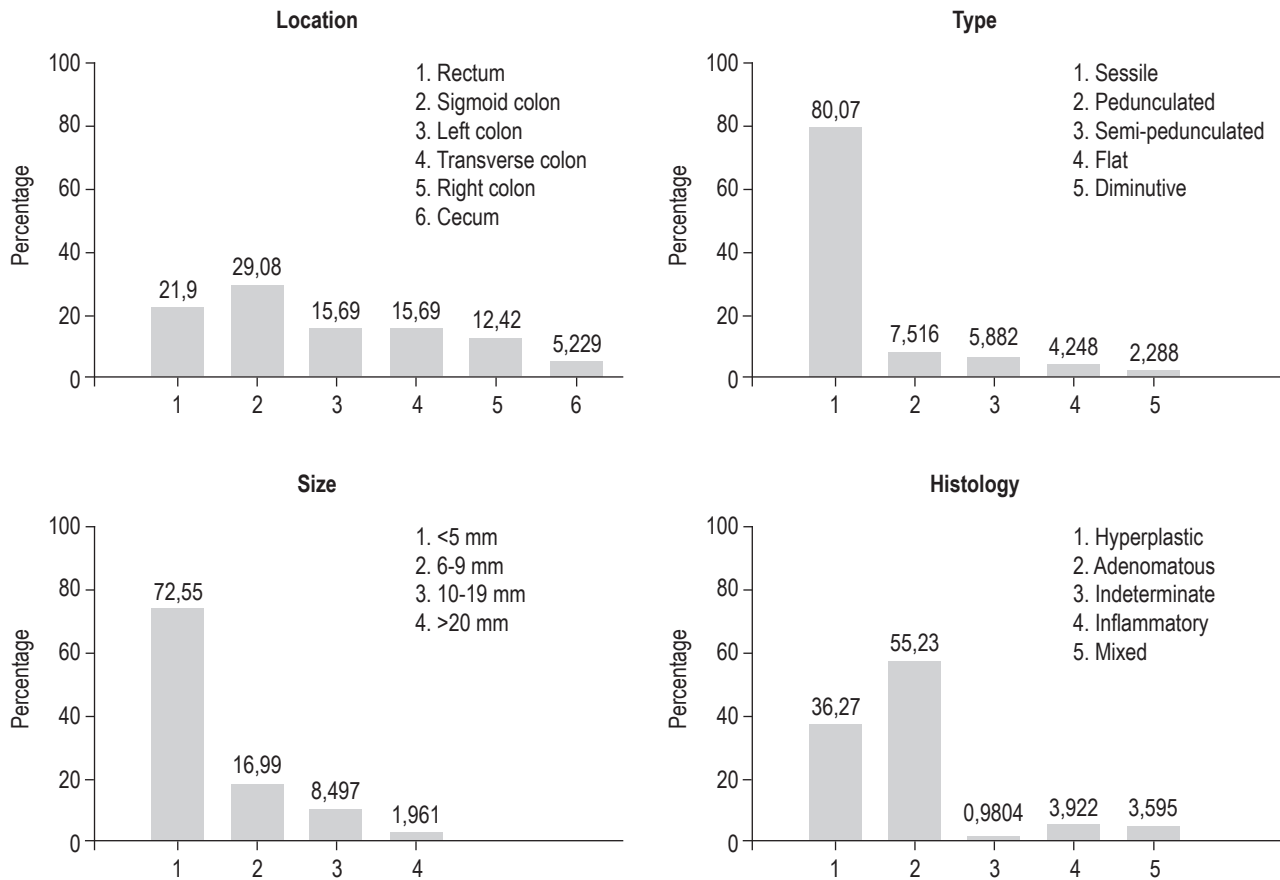 Location
Percentage
100
80
60
40
20
0
21,9
29,08
15,69
15,69
12,42
5,229
1
2
3
4
5
6
1. Rectum
2. Sigmoid colon
3. Left colon
4. Transverse colon
5. Right colon
6. Cecum
Type
Percentage
100
80
60
40
20
0
80,07
7,516
5,882
4,248
2,288
1
2
3
4
5
1. Sessile
2. Pedunculated
3. Semi-pedunculated
4. Flat
5. Diminutive
Size
Percentage
100
80
60
40
20
0
72,55
16,99
8,497
1,961
1
2
3
4
1. <5 mm
2. 6-9 mm
3. 10-19 mm
4. >20 mm
Histology
Percentage
100
80
60
40
20
0
36,27
55,23
0,9804
3,922
3,595
1
2
3
4
5
1. Hyperplastic
2. Adenomatous
3. Indeterminate
4. Inflammatory
5. Mixed